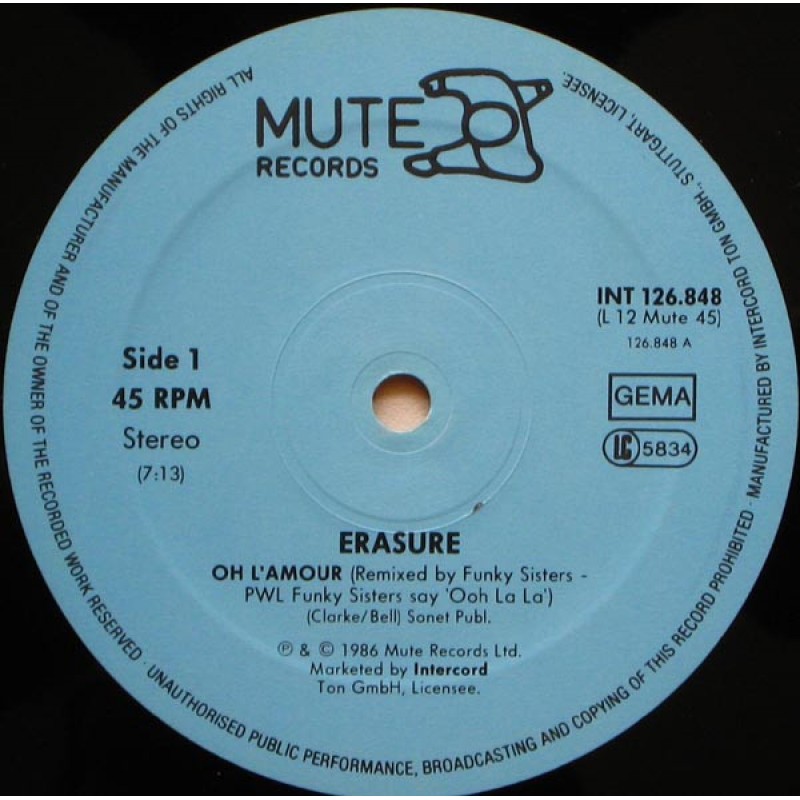 MUTE
RECORDS
INT 126.848
(L 12 Mute 45)
126.848 A
GEMA
LC 5834
Side 1
45 RPM
Stereo
(7:13)
ERASURE
OH L'AMOUR (Remixed by Funky Sisters -
PWL Funky Sisters say 'Ooh La La')
(Clarke/Bell) Sonet Publ.
℗ & © 1986 Mute Records Ltd.
Marketed by Intercord
Ton GmbH, Licensee.
ALL RIGHTS OF THE MANUFACTURER AND OF THE OWNER OF THE RECORDED WORK RESERVED · UNAUTHORISED PUBLIC PERFORMANCE, BROADCASTING AND COPYING OF THIS RECORD PROHIBITED · MANUFACTURED BY INTERCORD TON GMBH., STUTTGART, LICENSEE.